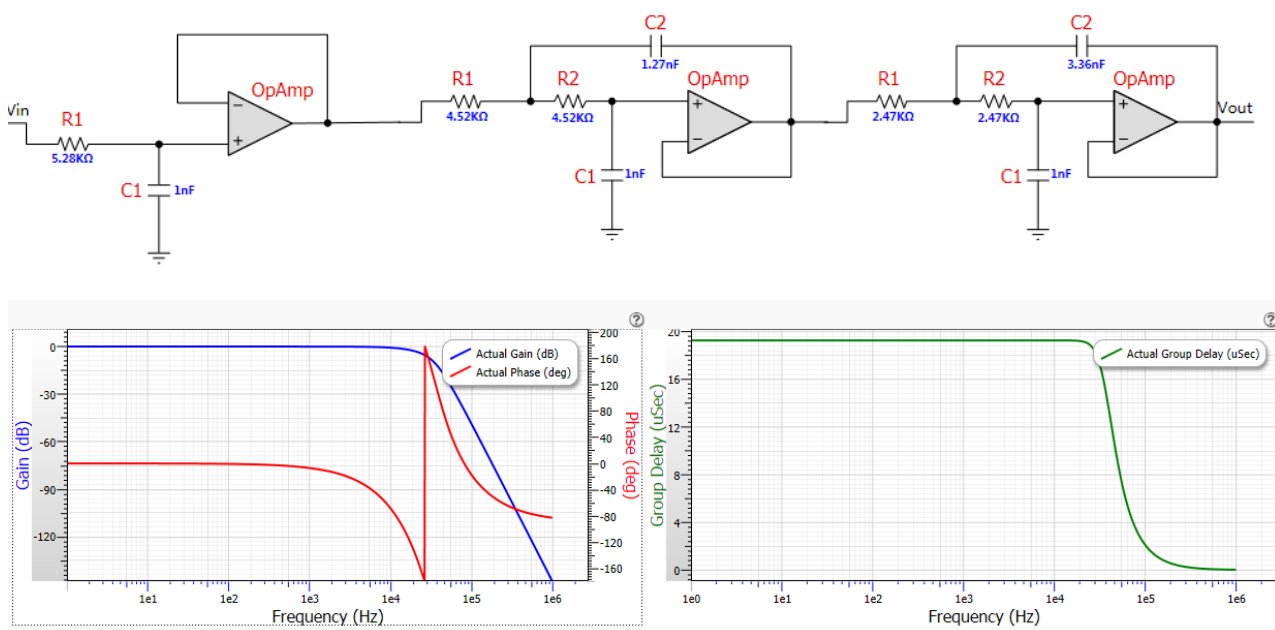 C2
1.27nF
C2
3.36nF
OpAmp
R1
4.52KΩ
R2
4.52KΩ
OpAmp
R1
2.47KΩ
R2
2.47KΩ
OpAmp
Vin
R1
5.28KΩ
Vout
C1
1nF
C1
1nF
C1
1nF
−
+
+
−
+
−
?
?
Actual Gain (dB)
Actual Phase (deg)
Gain (dB)
0
-30
-60
-90
-120
200
160
120
80
40
0
-40
-80
-120
-160
Phase (deg)
1e1 1e2 1e3 1e4 1e5 1e6
Frequency (Hz)
Actual Group Delay (uSec)
Group Delay (uSec)
20
16
12
8
4
0
1e0 1e1 1e2 1e3 1e4 1e5 1e6
Frequency (Hz)